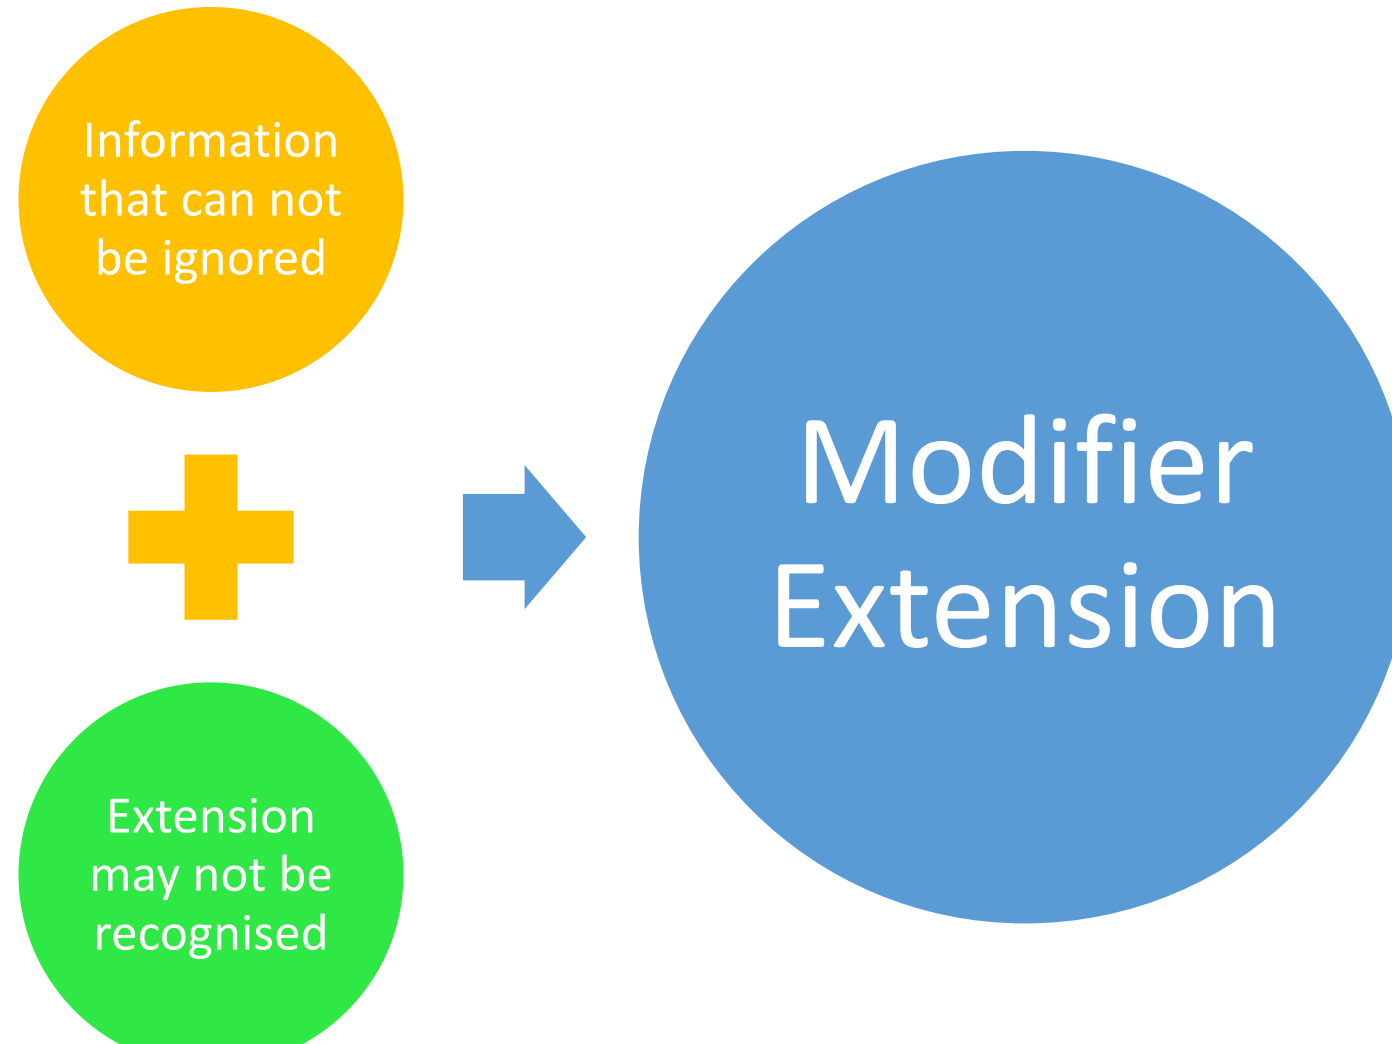 Information
that can not
be ignored
Extension
may not be
recognised
Modifier
Extension